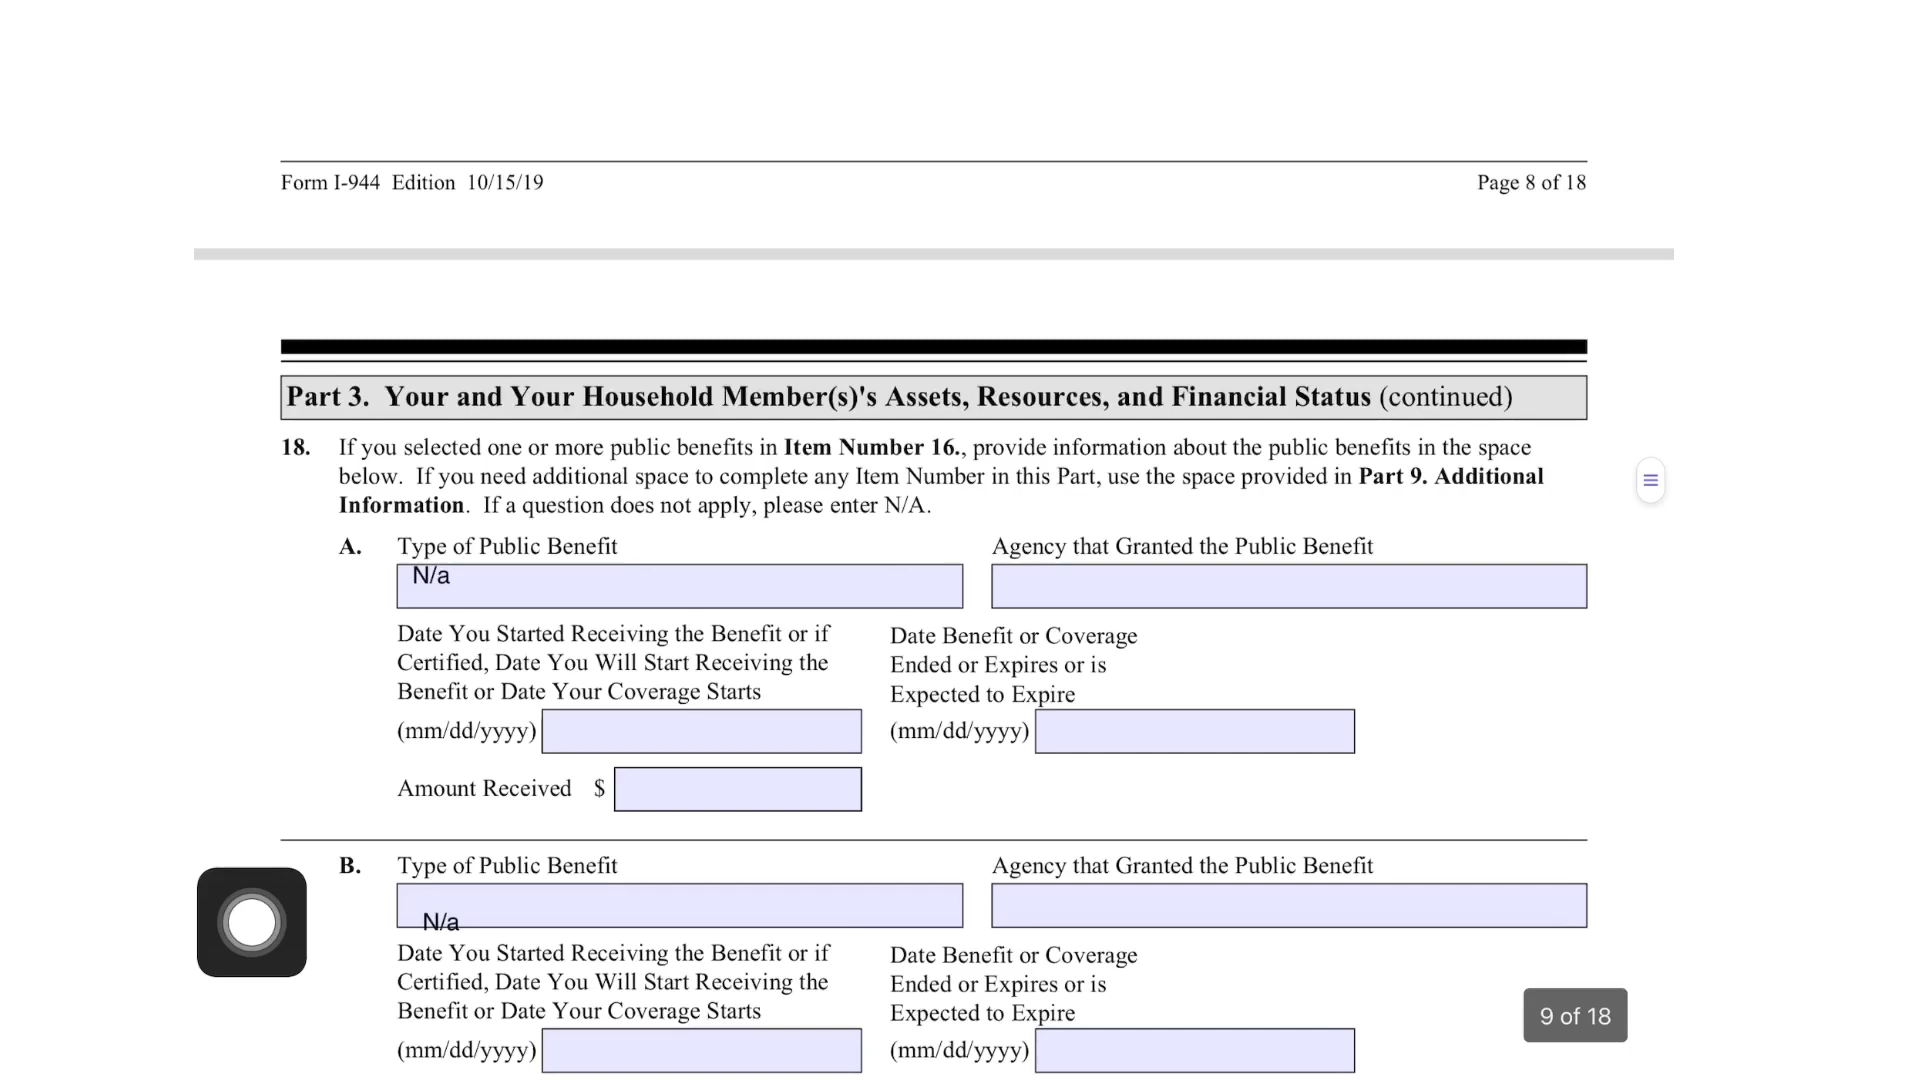 Form I-944 Edition 10/15/19 Page 8 of 18
Part 3. Your and Your Household Member(s)'s Assets, Resources, and Financial Status (continued)
18. If you selected one or more public benefits in Item Number 16., provide information about the public benefits in the space
below. If you need additional space to complete any Item Number in this Part, use the space provided in Part 9. Additional
Information. If a question does not apply, please enter N/A.
A. Type of Public Benefit Agency that Granted the Public Benefit
N/a
Date You Started Receiving the Benefit or if
Certified, Date You Will Start Receiving the
Benefit or Date Your Coverage Starts
(mm/dd/yyyy)
Date Benefit or Coverage
Ended or Expires or is
Expected to Expire
(mm/dd/yyyy)
Amount Received $
B. Type of Public Benefit Agency that Granted the Public Benefit
N/a
Date You Started Receiving the Benefit or if
Certified, Date You Will Start Receiving the
Benefit or Date Your Coverage Starts
(mm/dd/yyyy)
Date Benefit or Coverage
Ended or Expires or is
Expected to Expire
(mm/dd/yyyy)
9 of 18